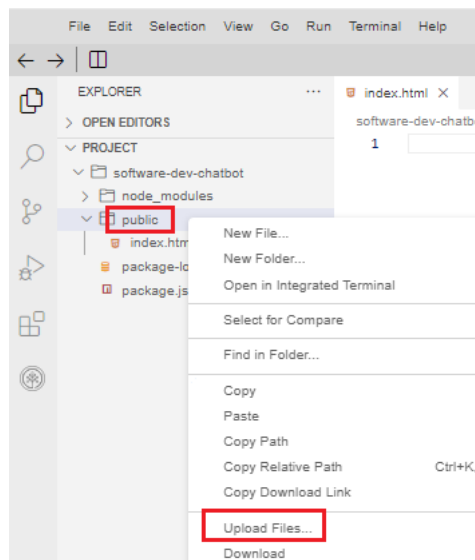 File Edit Selection View Go Run Terminal Help
EXPLORER
index.html
OPEN EDITORS
software-dev-chatb
PROJECT
1
software-dev-chatbot
node_modules
public
index.htm
package-lo
package.js
New File...
New Folder...
Open in Integrated Terminal
Select for Compare
Find in Folder...
Copy
Paste
Copy Path
Copy Relative Path Ctrl+K
Copy Download Link
Upload Files...
Download